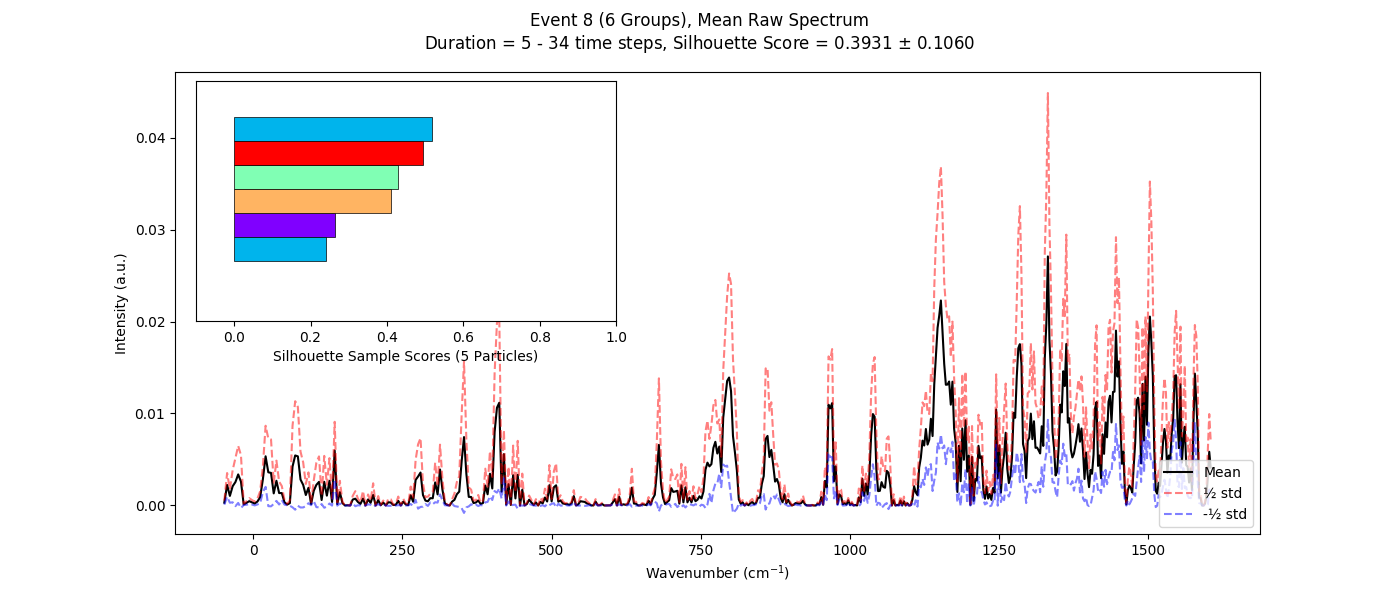 Event 8 (6 Groups), Mean Raw Spectrum
Duration = 5 - 34 time steps, Silhouette Score = 0.3931 ± 0.1060
Intensity (a.u.)
0.04
0.03
0.02
0.01
0.00
0.0 0.2 0.4 0.6 0.8 1.0
Silhouette Sample Scores (5 Particles)
Mean
½ std
-½ std
0 250 500 750 1000 1250 1500
Wavenumber (cm⁻¹)